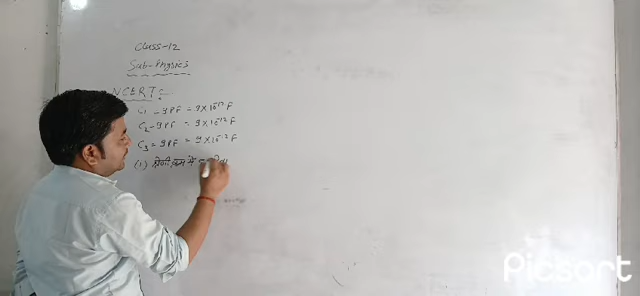 Class-12
Sub-Physics
NCERT:-
C1 = 9PF = 9×10-12 F
C2 = 9PF = 9×10-12 F
C3 = 9PF = 9×10-12 F
(1) श्रेणी क्रम में
Picsart